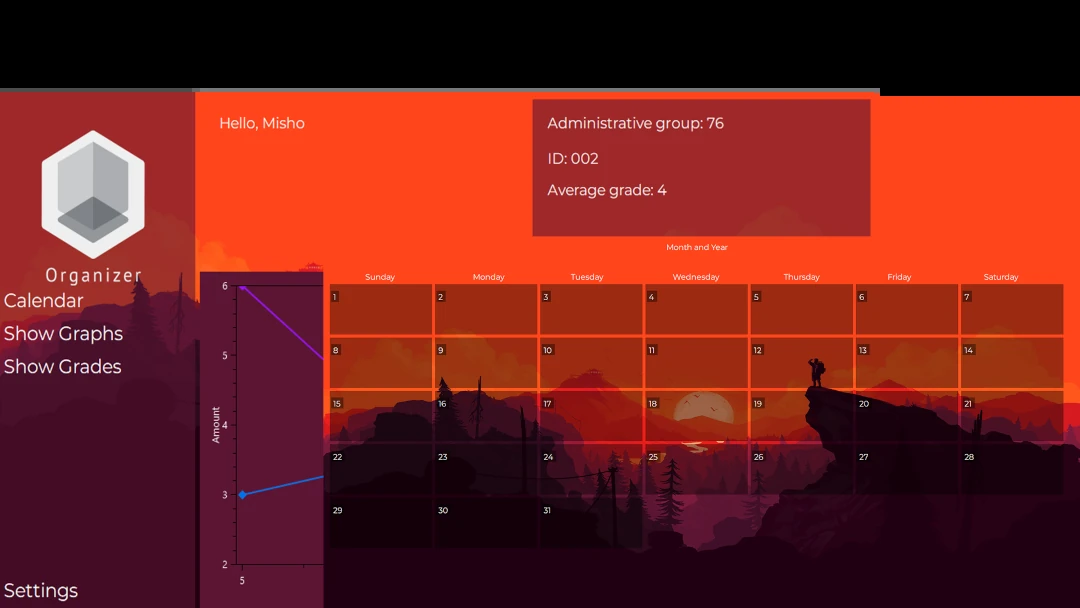 Hello, Misho
Administrative group: 76
ID: 002
Average grade: 4
Organizer
Calendar
Show Graphs
Show Grades
Settings
Month and Year
Sunday Monday Tuesday Wednesday Thursday Friday Saturday
1 2 3 4 5 6 7
8 9 10 11 12 13 14
15 16 17 18 19 20 21
22 23 24 25 26 27 28
29 30 31
Amount
6
5
4
3
2
5